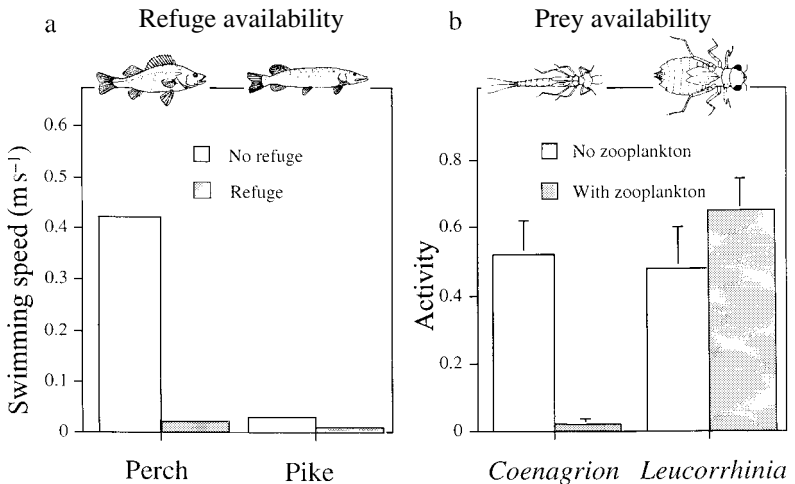 a
Refuge availability
Swimming speed (m s⁻¹)
0.6
0.5
0.4
0.3
0.2
0.1
0
No refuge
Refuge
Perch
Pike
b
Prey availability
Activity
0.8
0.6
0.4
0.2
0
No zooplankton
With zooplankton
Coenagrion
Leucorrhinia